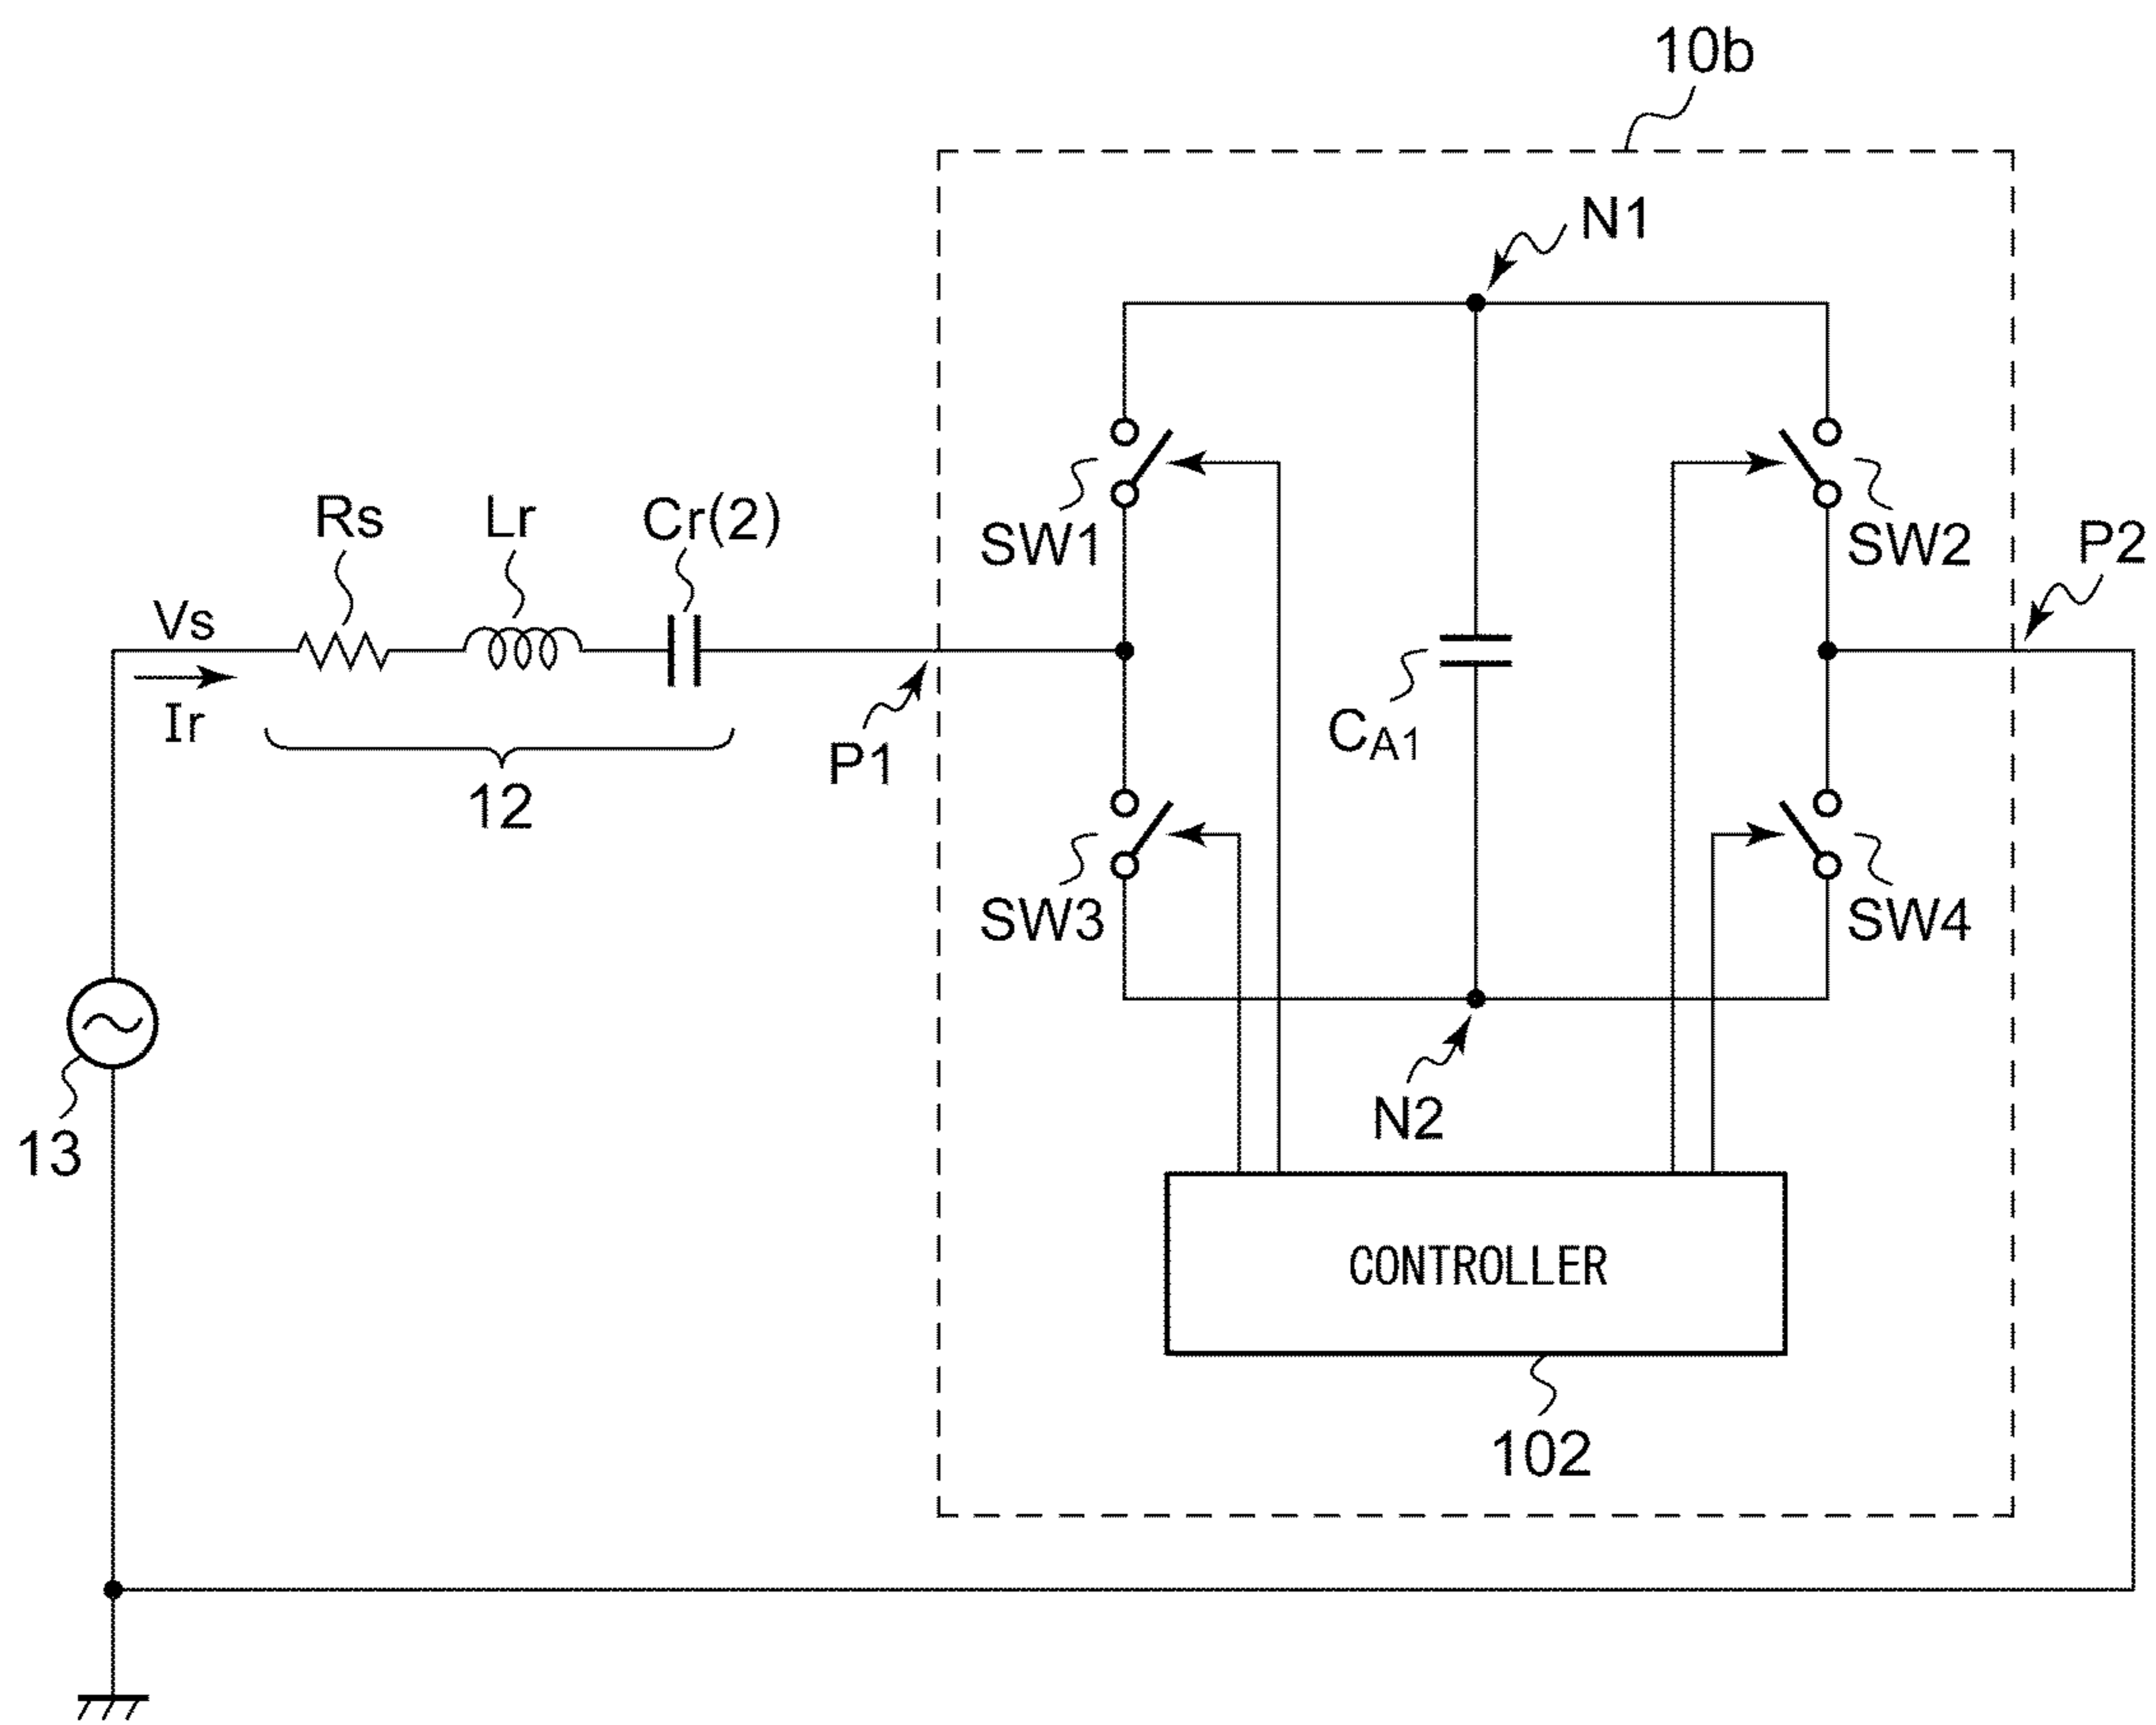 10b
N1
Rs
Lr
Cr(2)
SW1
SW2
P2
Vs
Ir
P1
CA1
12
SW3
SW4
N2
13
CONTROLLER
102